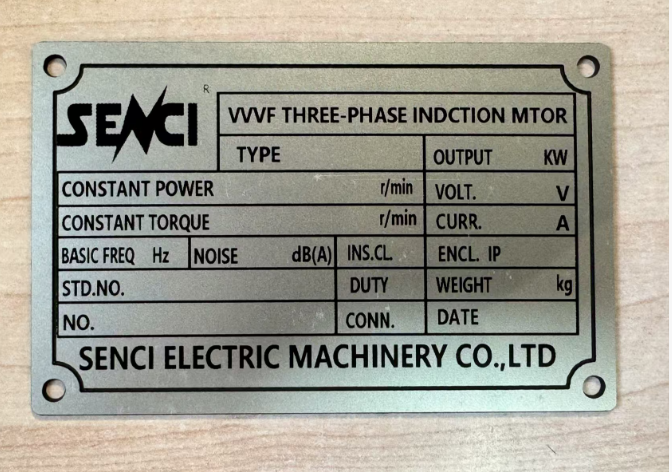 SENCI R
VVVF THREE-PHASE INDCTION MTOR
TYPE OUTPUT KW
CONSTANT POWER r/min VOLT. V
CONSTANT TORQUE r/min CURR. A
BASIC FREQ Hz NOISE dB(A) INS.CL. ENCL. IP
STD.NO. DUTY WEIGHT kg
NO. CONN. DATE
SENCI ELECTRIC MACHINERY CO.,LTD